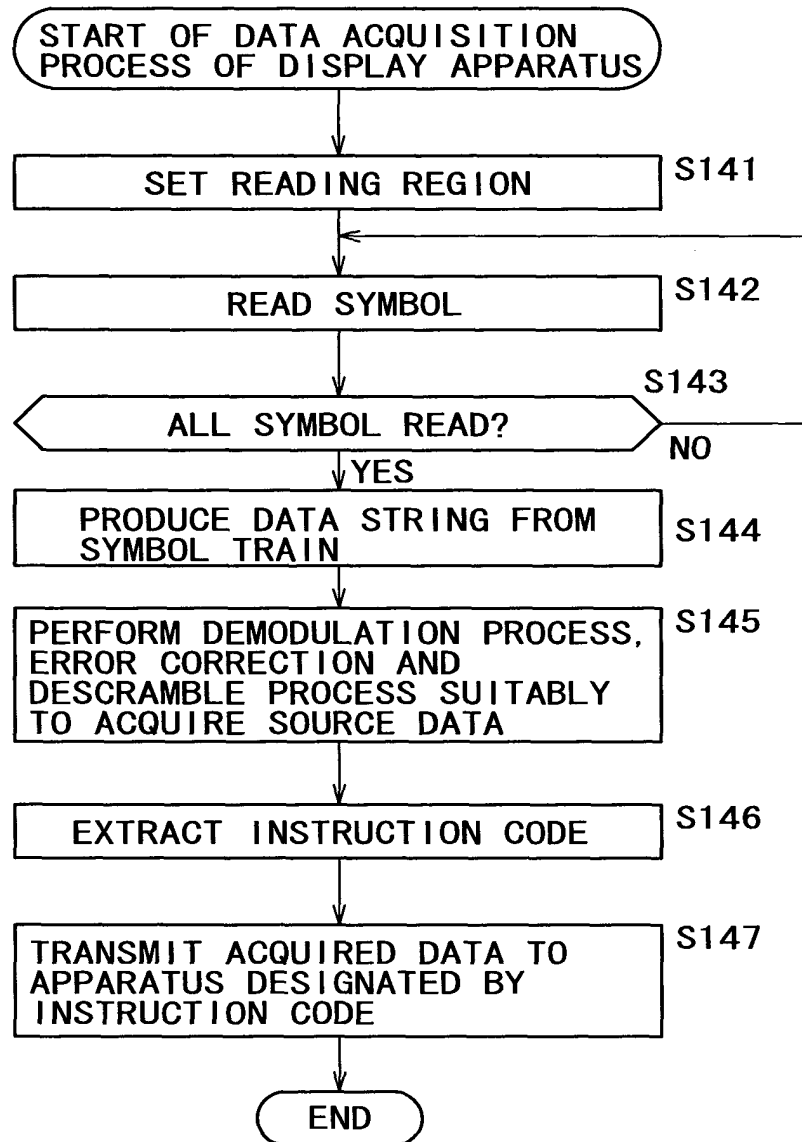 START OF DATA ACQUISITION
PROCESS OF DISPLAY APPARATUS
SET READING REGION
S141
READ SYMBOL
S142
S143
ALL SYMBOL READ?
NO
YES
PRODUCE DATA STRING FROM
SYMBOL TRAIN
S144
PERFORM DEMODULATION PROCESS,
ERROR CORRECTION AND
DESCRAMBLE PROCESS SUITABLY
TO ACQUIRE SOURCE DATA
S145
EXTRACT INSTRUCTION CODE
S146
TRANSMIT ACQUIRED DATA TO
APPARATUS DESIGNATED BY
INSTRUCTION CODE
S147
END